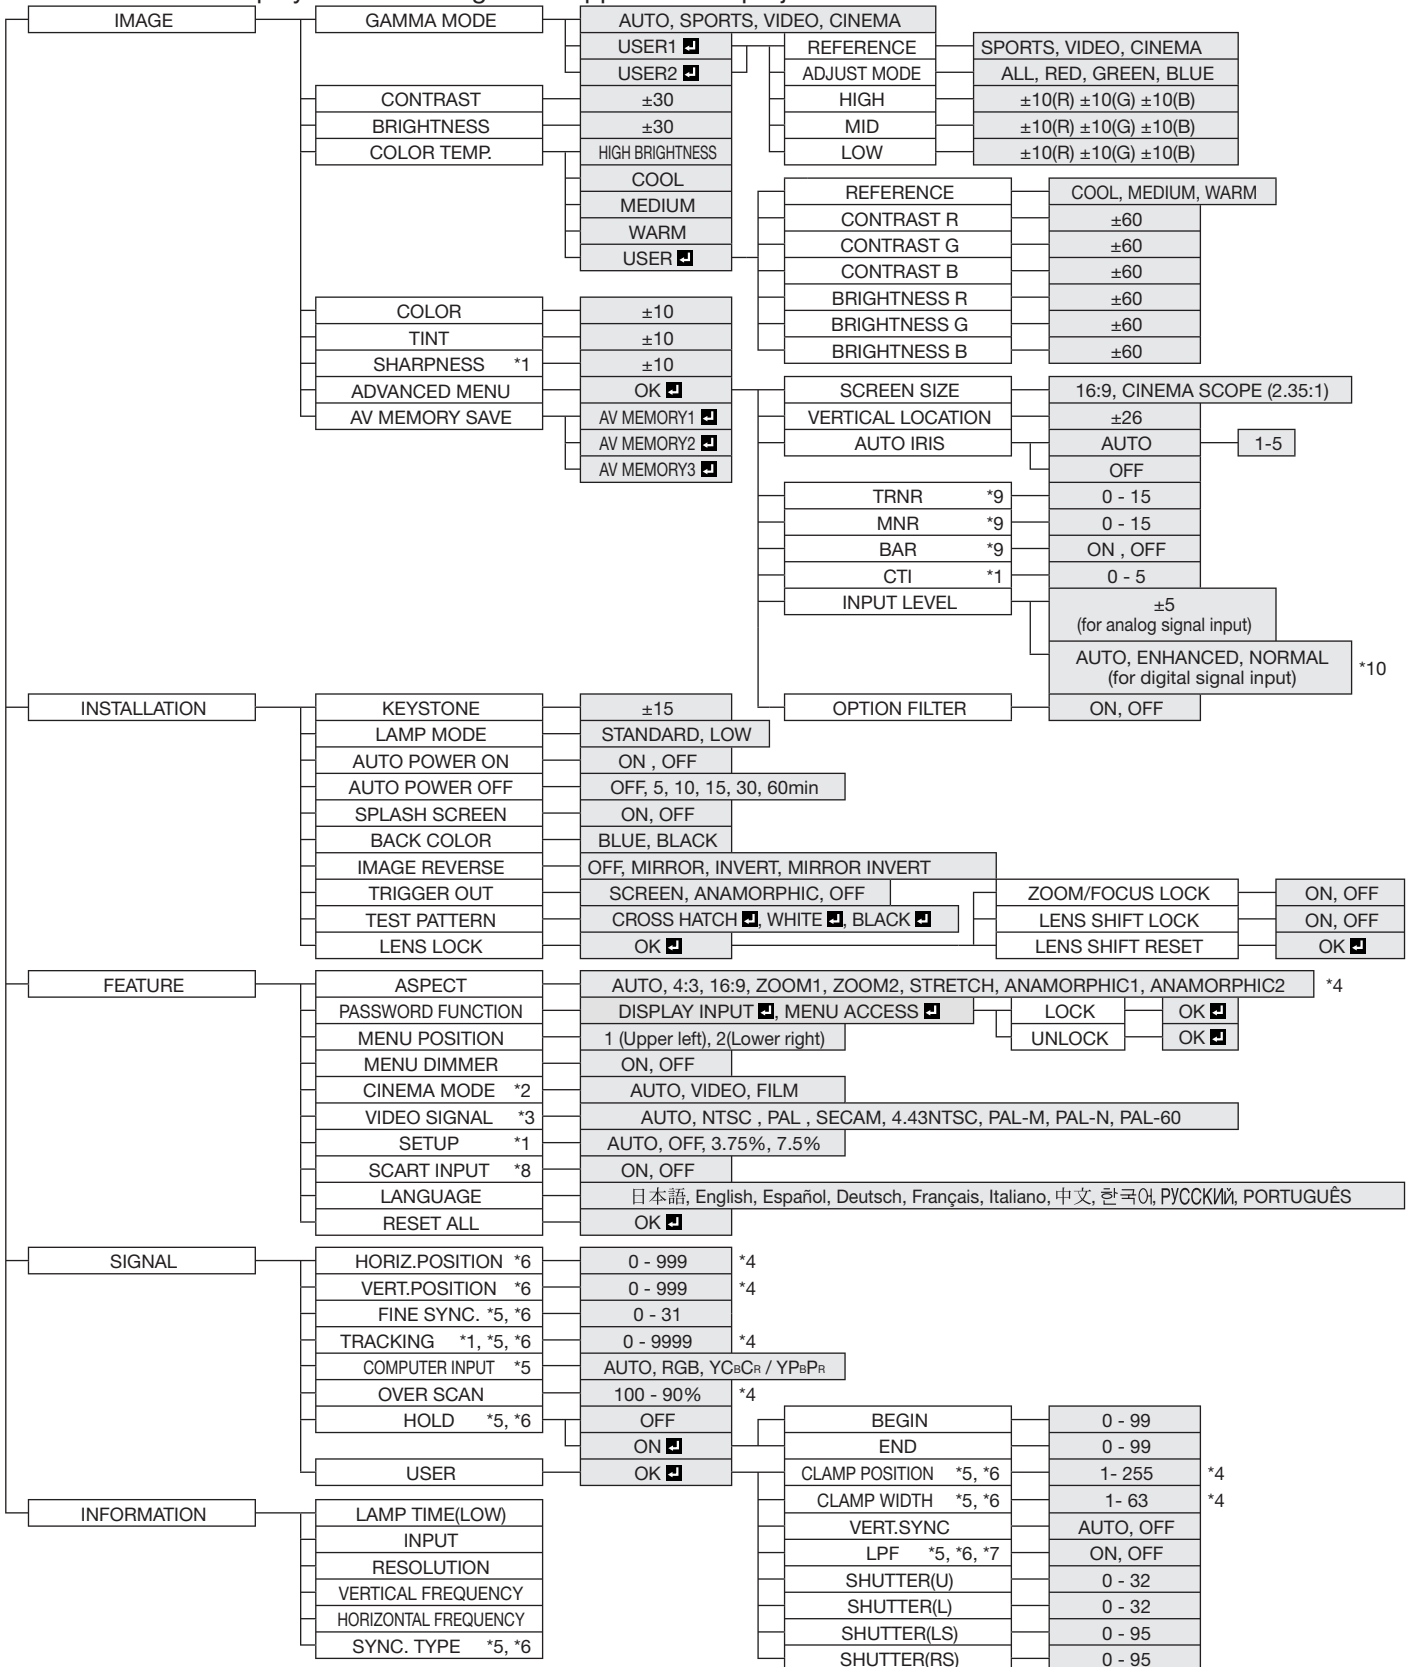 IMAGE GAMMA MODE AUTO, SPORTS, VIDEO, CINEMA
USER1 REFERENCE SPORTS, VIDEO, CINEMA
USER2 ADJUST MODE ALL, RED, GREEN, BLUE
CONTRAST ±30 HIGH ±10(R) ±10(G) ±10(B)
BRIGHTNESS ±30 MID ±10(R) ±10(G) ±10(B)
COLOR TEMP. HIGH BRIGHTNESS LOW ±10(R) ±10(G) ±10(B)
COOL REFERENCE COOL, MEDIUM, WARM
MEDIUM CONTRAST R ±60
WARM CONTRAST G ±60
USER CONTRAST B ±60
BRIGHTNESS R ±60
COLOR ±10 BRIGHTNESS G ±60
TINT ±10 BRIGHTNESS B ±60
SHARPNESS *1 ±10
ADVANCED MENU OK SCREEN SIZE 16:9, CINEMA SCOPE (2.35:1)
AV MEMORY SAVE AV MEMORY1 VERTICAL LOCATION ±26
AV MEMORY2 AUTO IRIS AUTO 1-5
AV MEMORY3 OFF
TRNR *9 0 - 15
MNR *9 0 - 15
BAR *9 ON , OFF
CTI *1 0 - 5
INPUT LEVEL ±5
(for analog signal input)
AUTO, ENHANCED, NORMAL
(for digital signal input) *10
INSTALLATION KEYSTONE ±15 OPTION FILTER ON, OFF
LAMP MODE STANDARD, LOW
AUTO POWER ON ON , OFF
AUTO POWER OFF OFF, 5, 10, 15, 30, 60min
SPLASH SCREEN ON, OFF
BACK COLOR BLUE, BLACK
IMAGE REVERSE OFF, MIRROR, INVERT, MIRROR INVERT
TRIGGER OUT SCREEN, ANAMORPHIC, OFF ZOOM/FOCUS LOCK ON, OFF
TEST PATTERN CROSS HATCH , WHITE , BLACK LENS SHIFT LOCK ON, OFF
LENS LOCK OK LENS SHIFT RESET OK
FEATURE ASPECT AUTO, 4:3, 16:9, ZOOM1, ZOOM2, STRETCH, ANAMORPHIC1, ANAMORPHIC2 *4
PASSWORD FUNCTION DISPLAY INPUT , MENU ACCESS LOCK OK
MENU POSITION 1 (Upper left), 2(Lower right) UNLOCK OK
MENU DIMMER ON, OFF
CINEMA MODE *2 AUTO, VIDEO, FILM
VIDEO SIGNAL *3 AUTO, NTSC , PAL , SECAM, 4.43NTSC, PAL-M, PAL-N, PAL-60
SETUP *1 AUTO, OFF, 3.75%, 7.5%
SCART INPUT *8 ON, OFF
LANGUAGE 日本語, English, Español, Deutsch, Français, Italiano, 中文, 한국어, РУССКИЙ, PORTUGUÊS
RESET ALL OK
SIGNAL HORIZ.POSITION *6 0 - 999 *4
VERT.POSITION *6 0 - 999 *4
FINE SYNC. *5, *6 0 - 31
TRACKING *1, *5, *6 0 - 9999 *4
COMPUTER INPUT *5 AUTO, RGB, YCBCR / YPBPR
OVER SCAN 100 - 90% *4
HOLD *5, *6 OFF BEGIN 0 - 99
ON END 0 - 99
USER OK CLAMP POSITION *5, *6 1- 255 *4
INFORMATION LAMP TIME(LOW) CLAMP WIDTH *5, *6 1- 63 *4
INPUT VERT.SYNC AUTO, OFF
RESOLUTION LPF *5, *6, *7 ON, OFF
VERTICAL FREQUENCY SHUTTER(U) 0 - 32
HORIZONTAL FREQUENCY SHUTTER(L) 0 - 32
SYNC. TYPE *5, *6 SHUTTER(LS) 0 - 95
SHUTTER(RS) 0 - 95